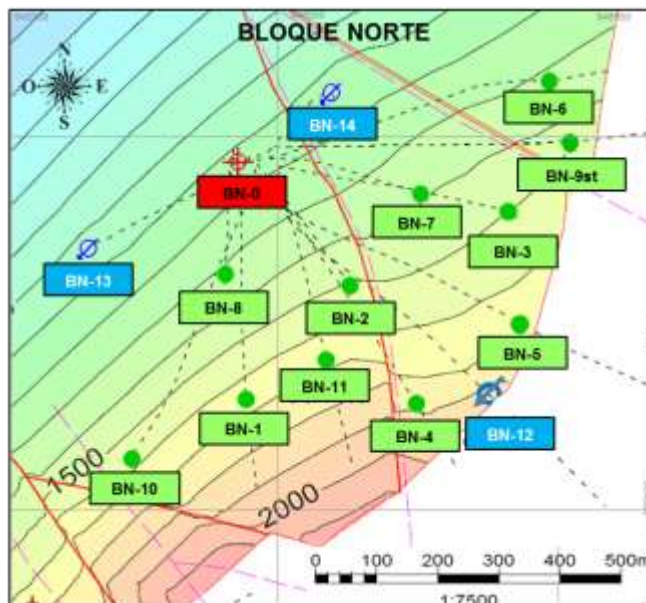 BLOQUE NORTE
N
O
E
S
BN-6
BN-14
BN-9st
BN-0
BN-7
BN-3
BN-13
BN-8
BN-2
BN-5
BN-11
BN-1
BN-4
BN-12
BN-10
1500
2000
0 100 200 300 400 500m
1:7500